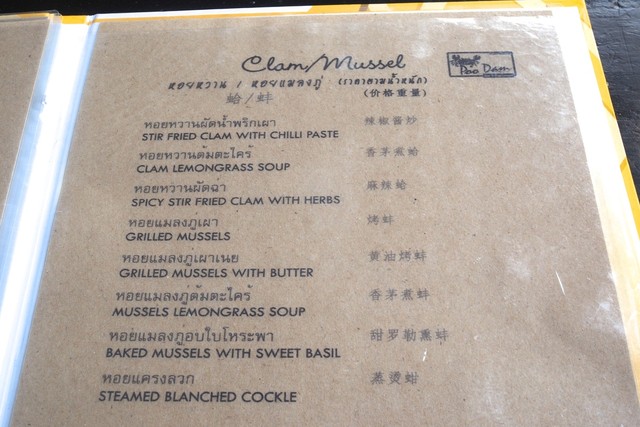 Clam/Mussel
Poo Dam
หอยหวาน / หอยแมลงภู่ : (ราคาตามน้ำหนัก)
蛤/蚌 (价格重量)
หอยหวานผัดน้ำพริกเผา 辣椒酱炒
STIR FRIED CLAM WITH CHILLI PASTE
หอยหวานต้มตะไคร้ 香茅煮蛤
CLAM LEMONGRASS SOUP
หอยหวานผัดฉ่า 麻辣蛤
SPICY STIR FRIED CLAM WITH HERBS
หอยแมลงภู่เผา 烤蚌
GRILLED MUSSELS
หอยแมลงภู่เผาเนย 黄油烤蚌
GRILLED MUSSELS WITH BUTTER
หอยแมลงภู่ต้มตะไคร้ 香茅煮蚌
MUSSELS LEMONGRASS SOUP
หอยแมลงภู่อบใบโหระพา 甜罗勒熏蚌
BAKED MUSSELS WITH SWEET BASIL
หอยแครงลวก 蒸烫蚶
STEAMED BLANCHED COCKLE